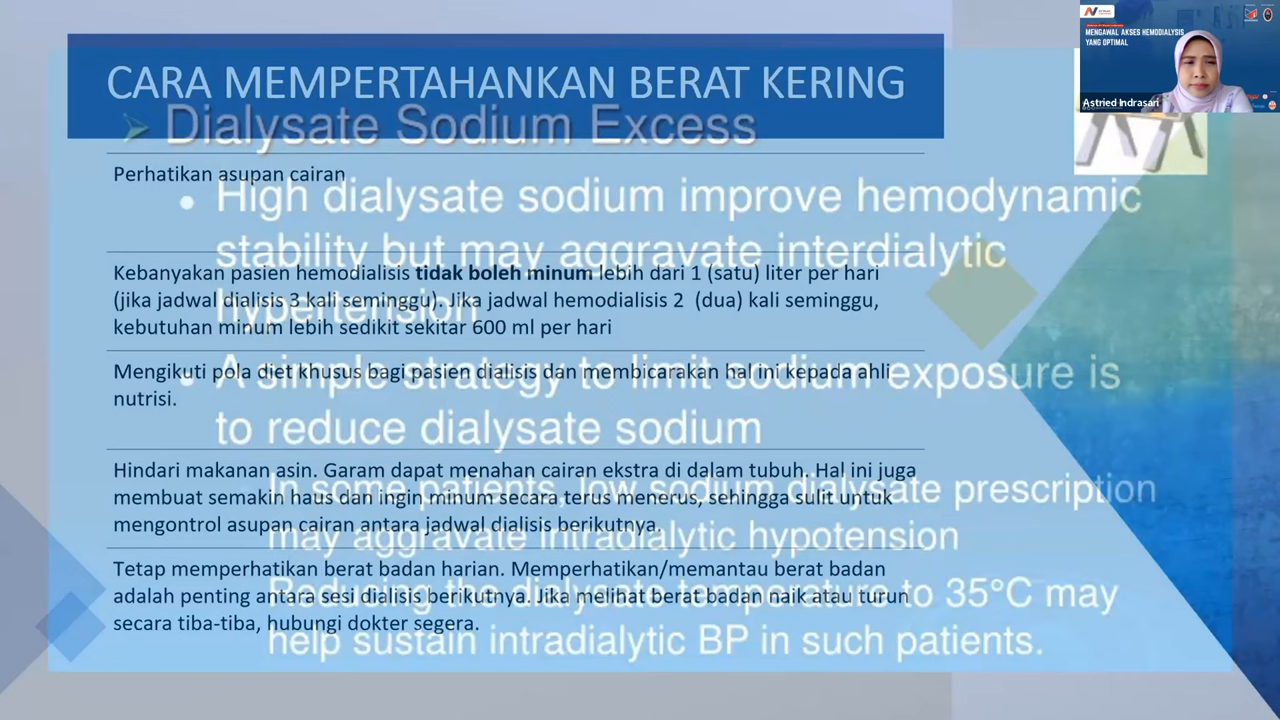 CARA MEMPERTAHANKAN BERAT KERING
Perhatikan asupan cairan
Kebanyakan pasien hemodialisis tidak boleh minum lebih dari 1 (satu) liter per hari
(jika jadwal dialisis 3 kali seminggu). Jika jadwal hemodialisis 2 (dua) kali seminggu,
kebutuhan minum lebih sedikit sekitar 600 ml per hari
Mengikuti pola diet khusus bagi pasien dialisis dan membicarakan hal ini kepada ahli
nutrisi.
Hindari makanan asin. Garam dapat menahan cairan ekstra di dalam tubuh. Hal ini juga
membuat semakin haus dan ingin minum secara terus menerus, sehingga sulit untuk
mengontrol asupan cairan antara jadwal dialisis berikutnya.
Tetap memperhatikan berat badan harian. Memperhatikan/memantau berat badan
adalah penting antara sesi dialisis berikutnya. Jika melihat berat badan naik atau turun
secara tiba-tiba, hubungi dokter segera.
Dialysate Sodium Excess
High dialysate sodium improve hemodynamic
stability but may aggravate interdialytic
hypertension
A simple strategy to limit sodium exposure is
to reduce dialysate sodium
In some patients, low sodium dialysate prescription
may aggravate intradialytic hypotension
Reducing the dialysate temperature to 35°C may
help sustain intradialytic BP in such patients.
MENGAWAL AKSES HEMODIALYSIS
YANG OPTIMAL
Astried Indrasari